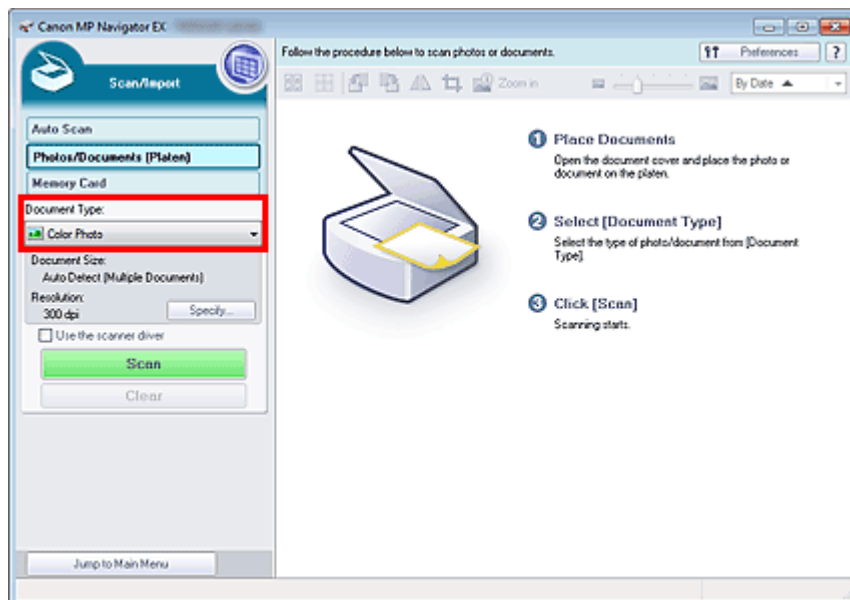 Canon MP Navigator EX
Scan/Import
Auto Scan
Photos/Documents (Platen)
Memory Card
Document Type:
Color Photo
Document Size:
Auto Detect (Multiple Documents)
Resolution:
300 dpi
Specify...
Use the scanner driver
Scan
Clear
Jump to Main Menu
Follow the procedure below to scan photos or documents.
Preferences
?
Zoom in
By Date
1 Place Documents
Open the document cover and place the photo or
document on the platen.
2 Select [Document Type]
Select the type of photo/document from [Document
Type].
3 Click [Scan]
Scanning starts.